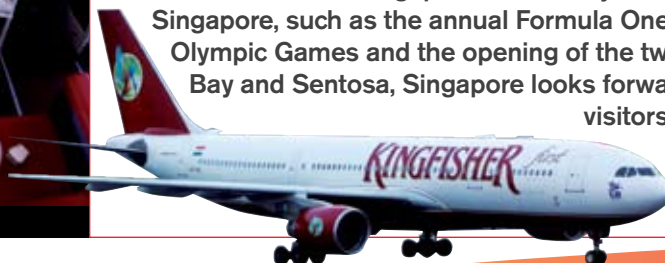 Singapore, such as the annual Formula One
Olympic Games and the opening of the tw
Bay and Sentosa, Singapore looks forwa
visitors
KINGFISHER first